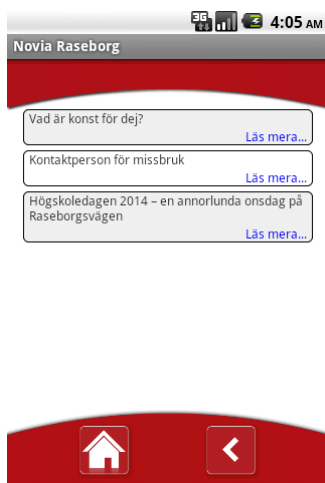 3G 4:05 AM
Novia Raseborg
Vad är konst för dej?
Läs mera...
Kontaktperson för missbruk
Läs mera...
Högskoledagen 2014 – en annorlunda onsdag på
Raseborgsvägen
Läs mera...